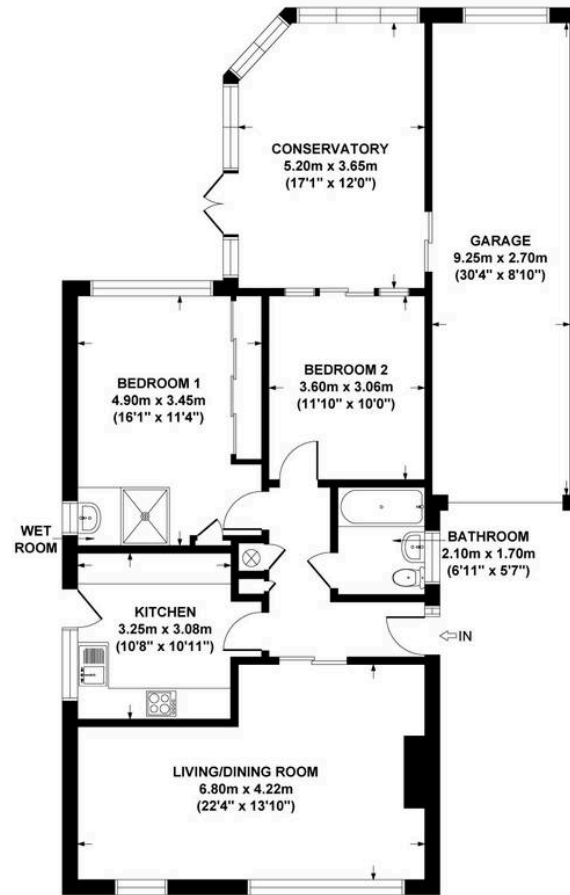 CONSERVATORY
5.20m x 3.65m
(17'1" x 12'0")
GARAGE
9.25m x 2.70m
(30'4" x 8'10")
BEDROOM 1
4.90m x 3.45m
(16'1" x 11'4")
BEDROOM 2
3.60m x 3.06m
(11'10" x 10'0")
WET
ROOM
BATHROOM
2.10m x 1.70m
(6'11" x 5'7")
KITCHEN
3.25m x 3.08m
(10'8" x 10'11")
IN
LIVING/DINING ROOM
6.80m x 4.22m
(22'4" x 13'10")